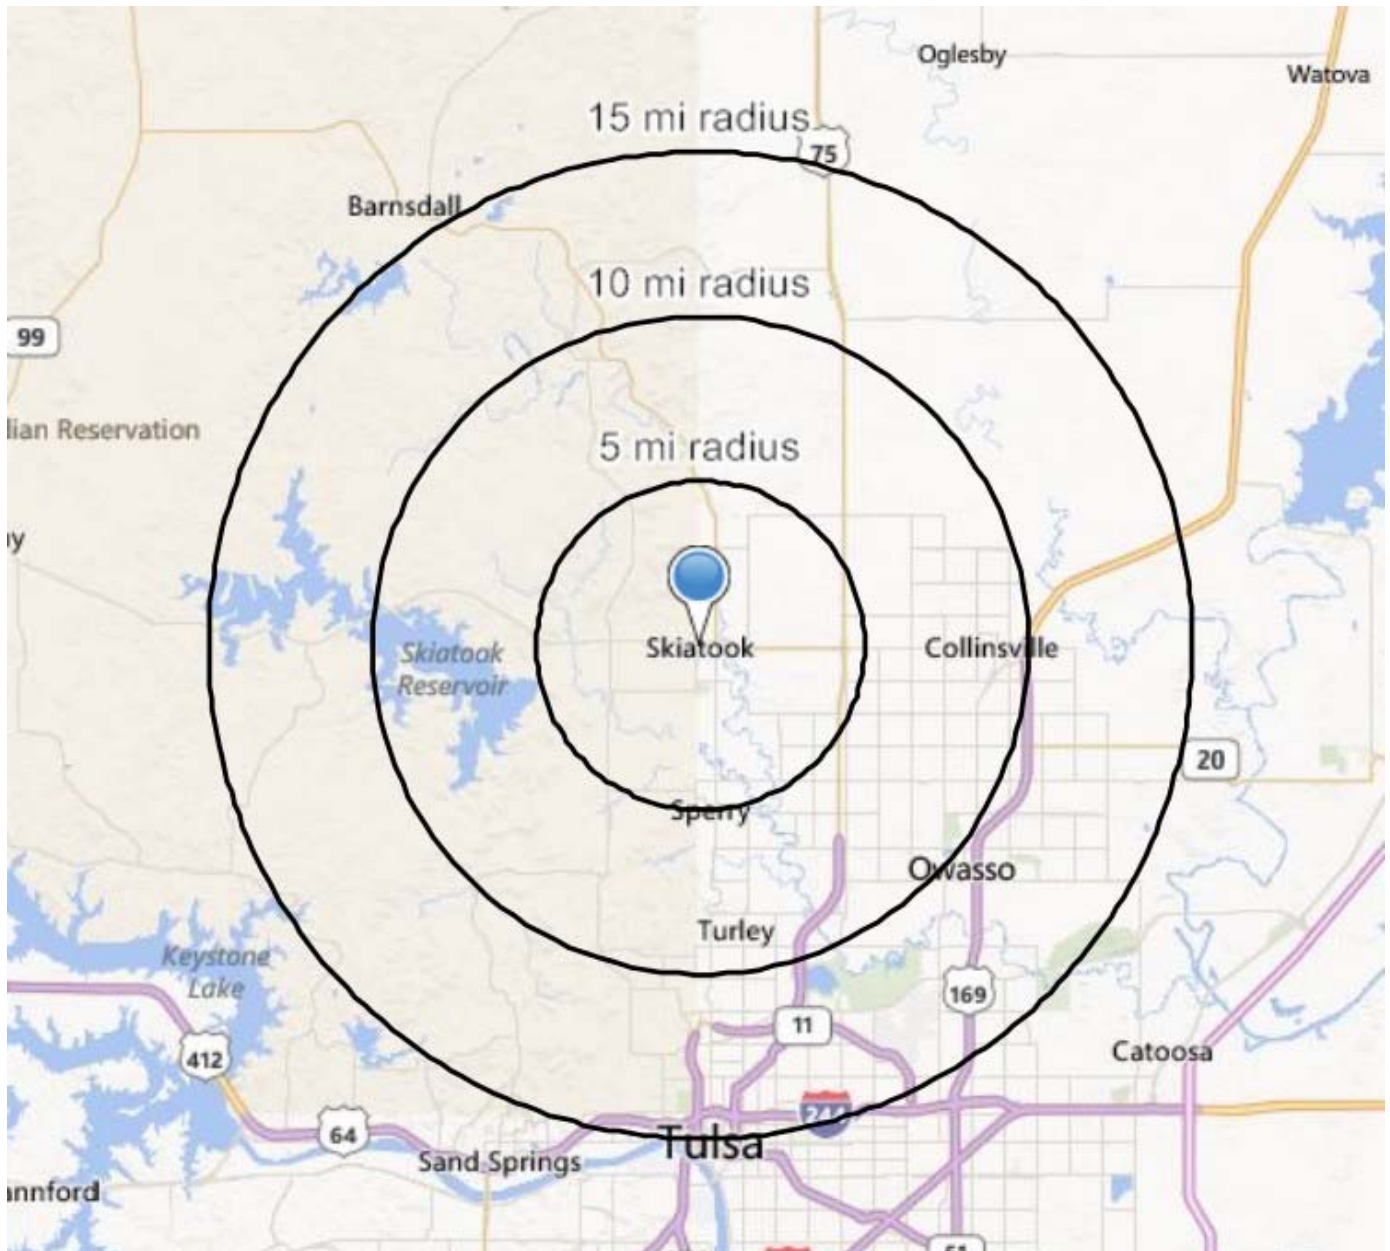 Oglesby
Watova
15 mi radius
75
Barnsdall
10 mi radius
99
lian Reservation
5 mi radius
Skiatook
Collinsville
Skiatook
Reservoir
20
Sperry
Owasso
Turley
Keystone
Lake
169
11
412
Catoosa
244
64
Tulsa
Sand Springs
annford